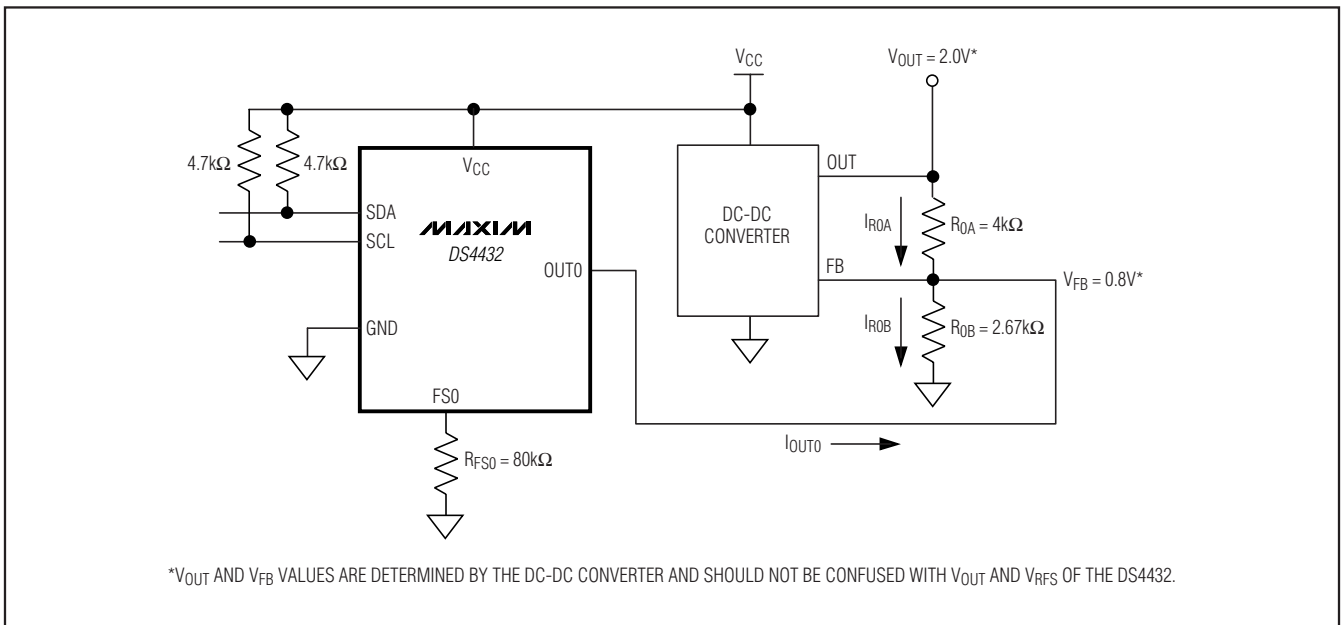 VCC
VOUT = 2.0V*
4.7kΩ
4.7kΩ
VCC
SDA
SCL
MAXIM
DS4432
OUT0
GND
FS0
RFS0 = 80kΩ
DC-DC
CONVERTER
OUT
FB
IR0A
R0A = 4kΩ
VFB = 0.8V*
IR0B
R0B = 2.67kΩ
IOUT0
*VOUT AND VFB VALUES ARE DETERMINED BY THE DC-DC CONVERTER AND SHOULD NOT BE CONFUSED WITH VOUT AND VRFS OF THE DS4432.